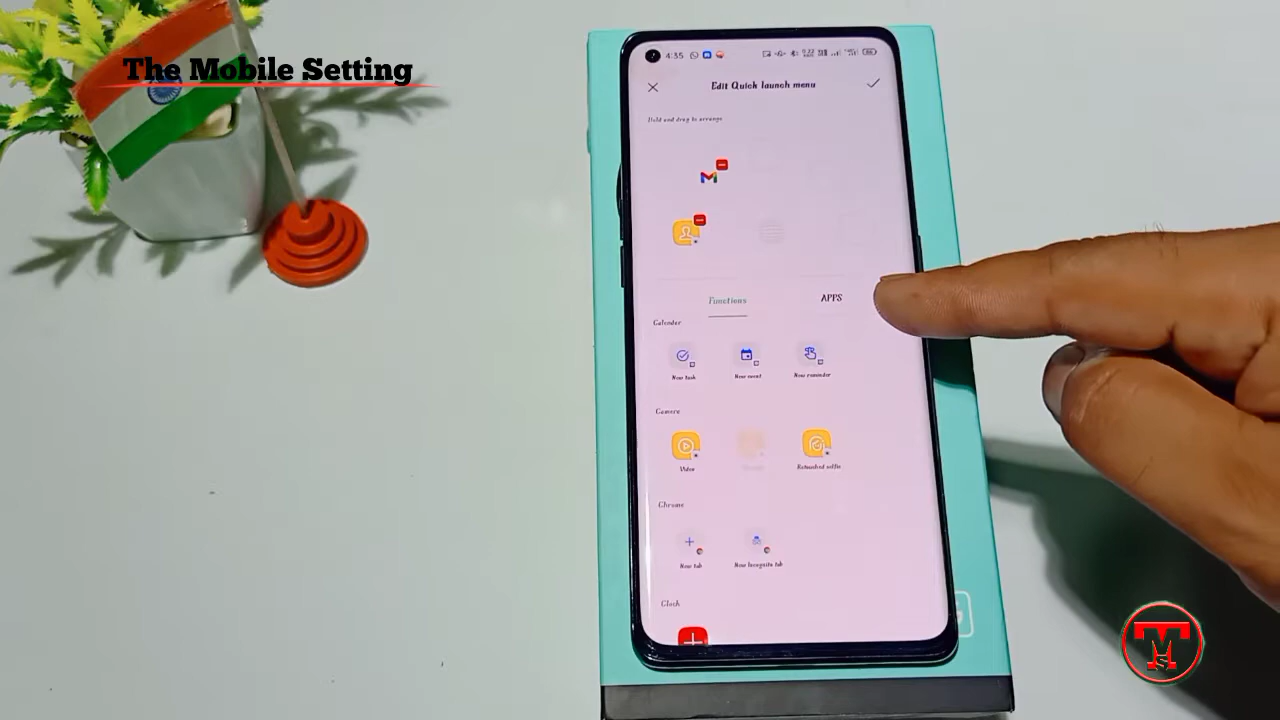 The Mobile Setting
4:35
Edit Quick launch menu
Hold and drag to arrange
Functions
APPS
Calendar
New task
New event
New reminder
Camera
Video
Retouched selfie
Chrome
New tab
New Incognito tab
Clock
TMS